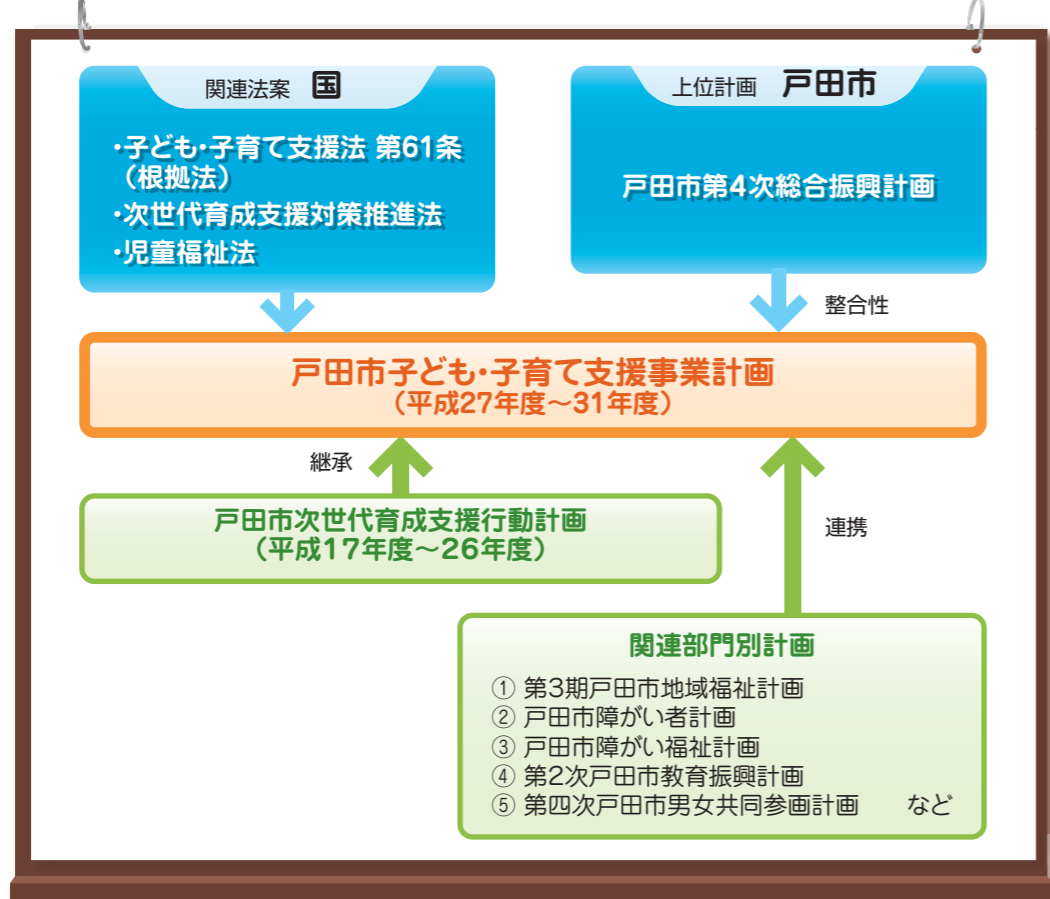 関連法案 国
・子ども・子育て支援法 第61条
（根拠法）
・次世代育成支援対策推進法
・児童福祉法
上位計画 戸田市
戸田市第4次総合振興計画
整合性
戸田市子ども・子育て支援事業計画
（平成27年度～31年度）
継承
戸田市次世代育成支援行動計画
（平成17年度～26年度）
連携
関連部門別計画
① 第3期戸田市地域福祉計画
② 戸田市障がい者計画
③ 戸田市障がい福祉計画
④ 第2次戸田市教育振興計画
⑤ 第四次戸田市男女共同参画計画　など